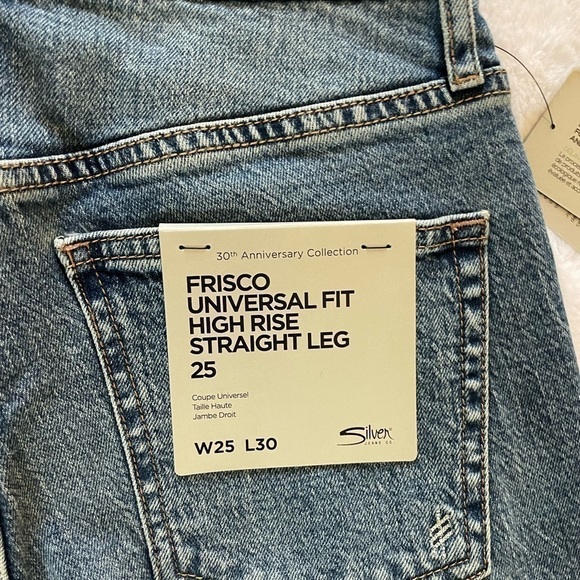 30th Anniversary Collection
FRISCO
UNIVERSAL FIT
HIGH RISE
STRAIGHT LEG
25
Coupe Universel
Taille Haute
Jambe Droit
W25 L30
Silver
JEANS CO.